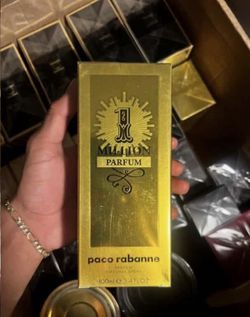 1
MILLION
PARFUM
paco rabanne
100ml e 3.4 FL.OZ.